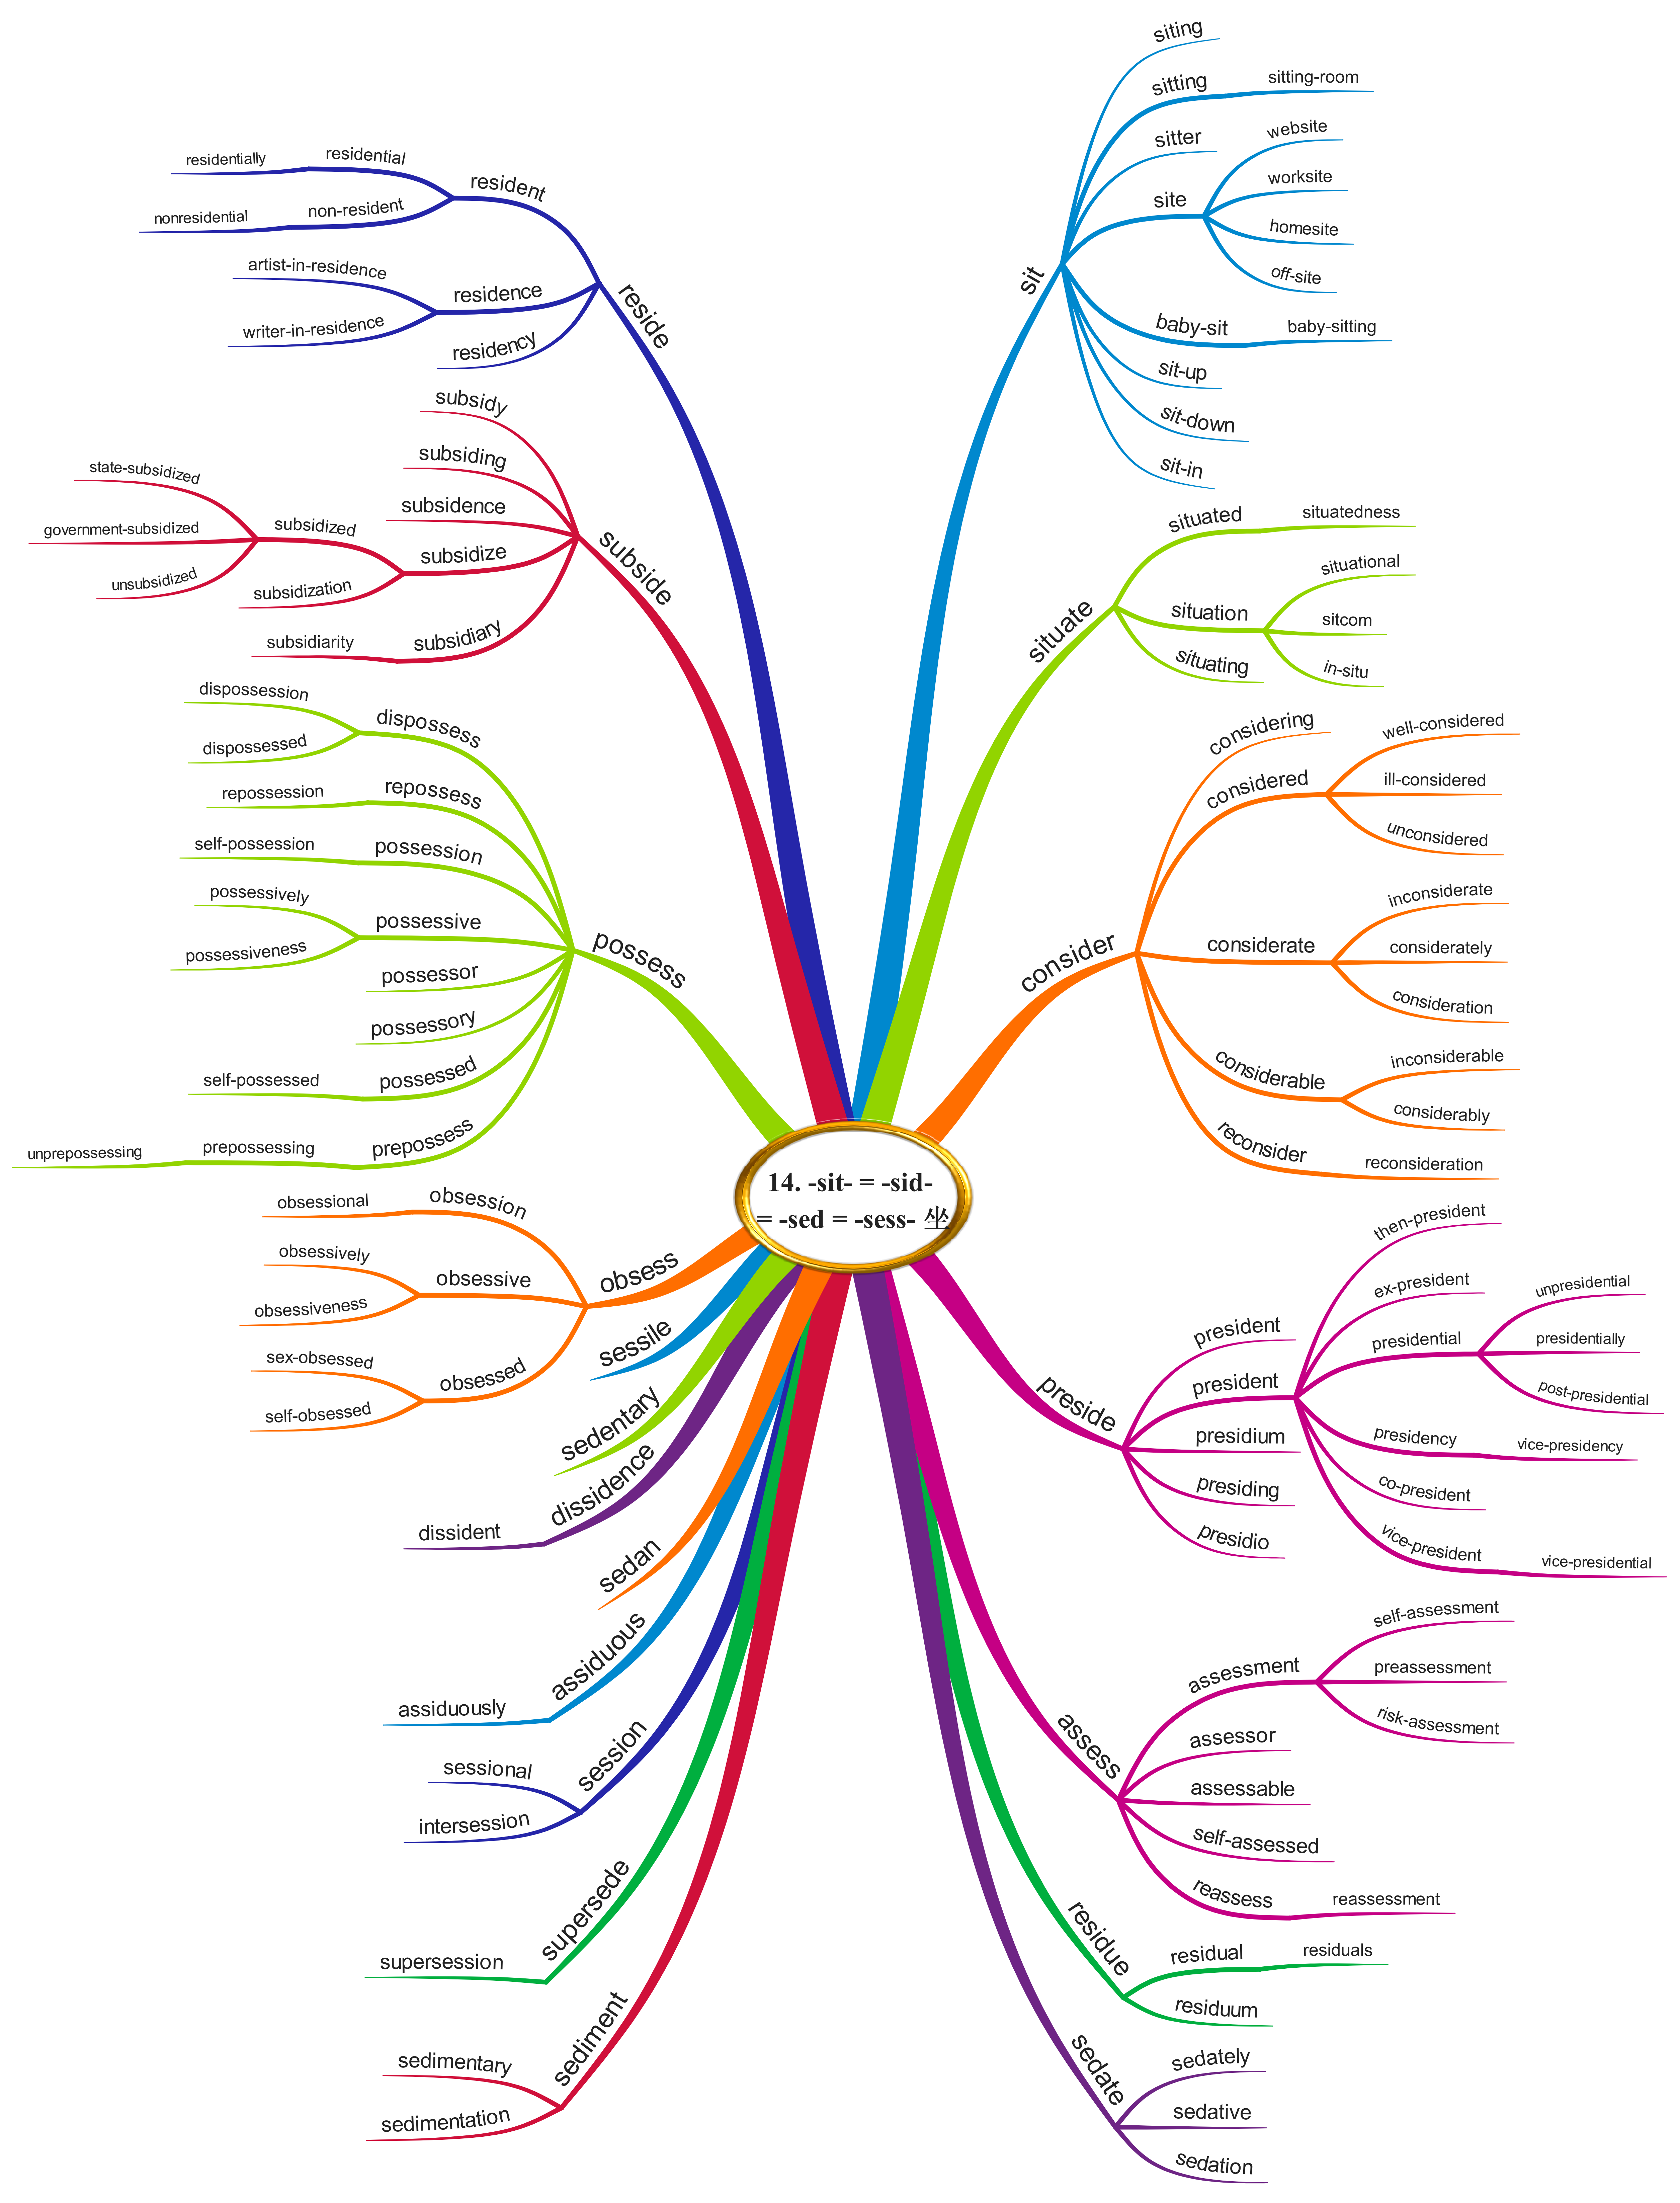 14. -sit- = -sid-
= -sed = -sess- 坐
sit
siting
sitting
sitting-room
sitter
site
website
worksite
homesite
off-site
baby-sit
baby-sitting
sit-up
sit-down
sit-in
situate
situated
situatedness
situation
situational
sitcom
in-situ
situating
consider
considering
considered
well-considered
ill-considered
unconsidered
considerate
inconsiderate
considerately
consideration
considerable
inconsiderable
considerably
reconsider
reconsideration
preside
president
president
then-president
ex-president
presidential
unpresidential
presidentially
post-presidential
presidency
vice-presidency
co-president
vice-president
vice-presidential
presidium
presiding
presidio
assess
assessment
self-assessment
preassessment
risk-assessment
assessor
assessable
self-assessed
reassess
reassessment
residue
residual
residuals
residuum
sedate
sedately
sedative
sedation
reside
resident
residential
residentially
non-resident
nonresidential
residence
artist-in-residence
writer-in-residence
residency
subside
subsidy
subsiding
subsidence
subsidize
subsidized
state-subsidized
government-subsidized
unsubsidized
subsidization
subsidiary
subsidiarity
possess
dispossess
dispossession
dispossessed
repossess
repossession
possession
self-possession
possessive
possessively
possessiveness
possessor
possessory
possessed
self-possessed
prepossess
prepossessing
unprepossessing
obsess
obsession
obsessional
obsessive
obsessively
obsessiveness
obsessed
sex-obsessed
self-obsessed
sessile
sedentary
dissidence
dissident
sedan
assiduous
assiduously
session
sessional
intersession
supersede
supersession
sediment
sedimentary
sedimentation